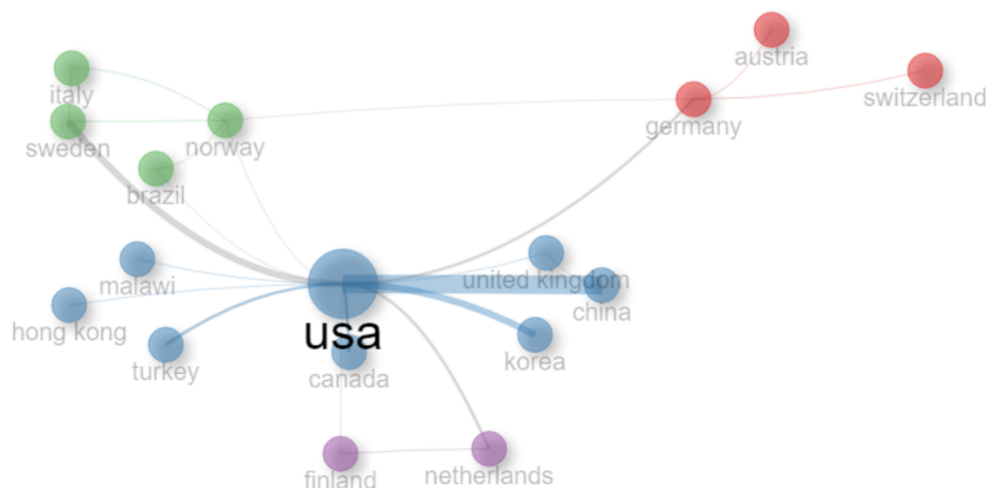 austria
switzerland
italy
germany
sweden
norway
brazil
united kingdom
malawi
china
hong kong
usa
korea
turkey
canada
finland
netherlands